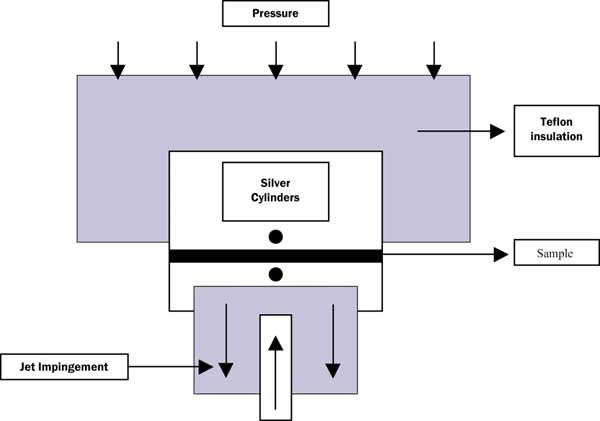 Pressure
Teflon
insulation
Silver
Cylinders
Sample
Jet Impingement